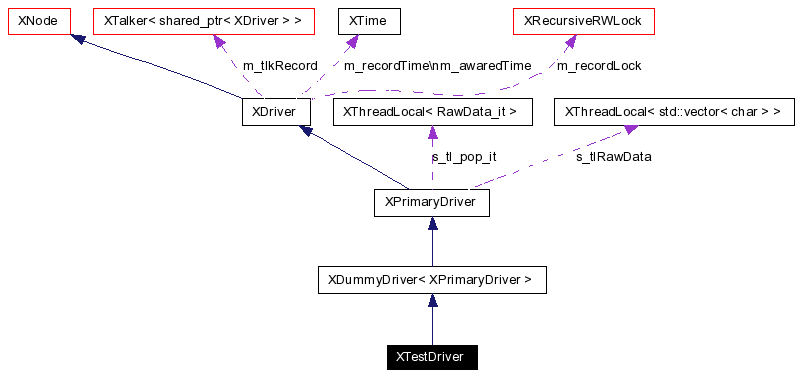 XNode
XTalker< shared_ptr< XDriver > >
XTime
XRecursiveRWLock
m_tlkRecord
m_recordTime\nm_awaredTime
m_recordLock
XDriver
XThreadLocal< RawData_it >
XThreadLocal< std::vector< char > >
s_tl_pop_it
s_tlRawData
XPrimaryDriver
XDummyDriver< XPrimaryDriver >
XTestDriver